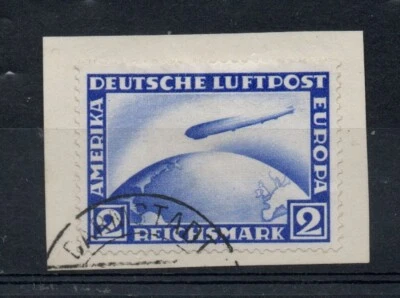 DEUTSCHE LUFTPOST
AMERIKA
EUROPA
2 REICHSMARK 2